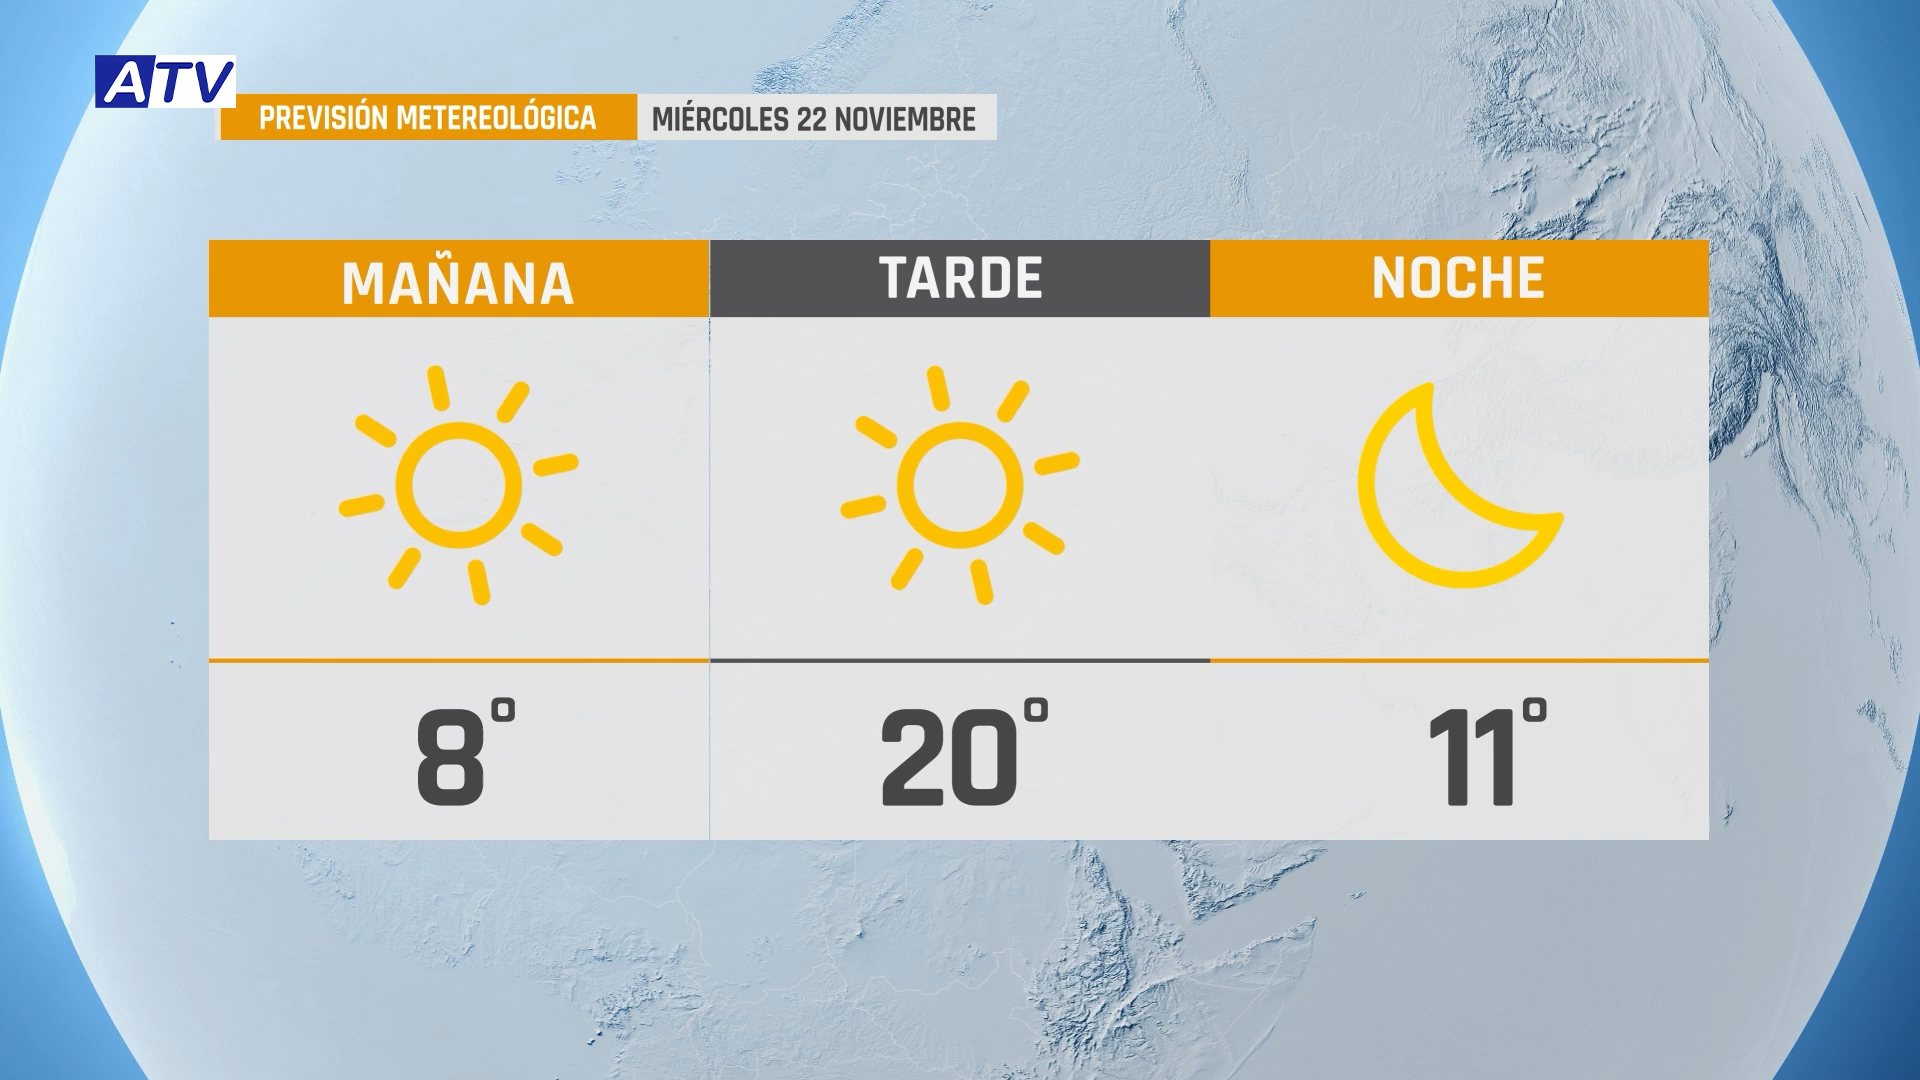 ATV
PREVISIÓN METEREOLÓGICA MIÉRCOLES 22 NOVIEMBRE
MAÑANA TARDE NOCHE
8° 20° 11°